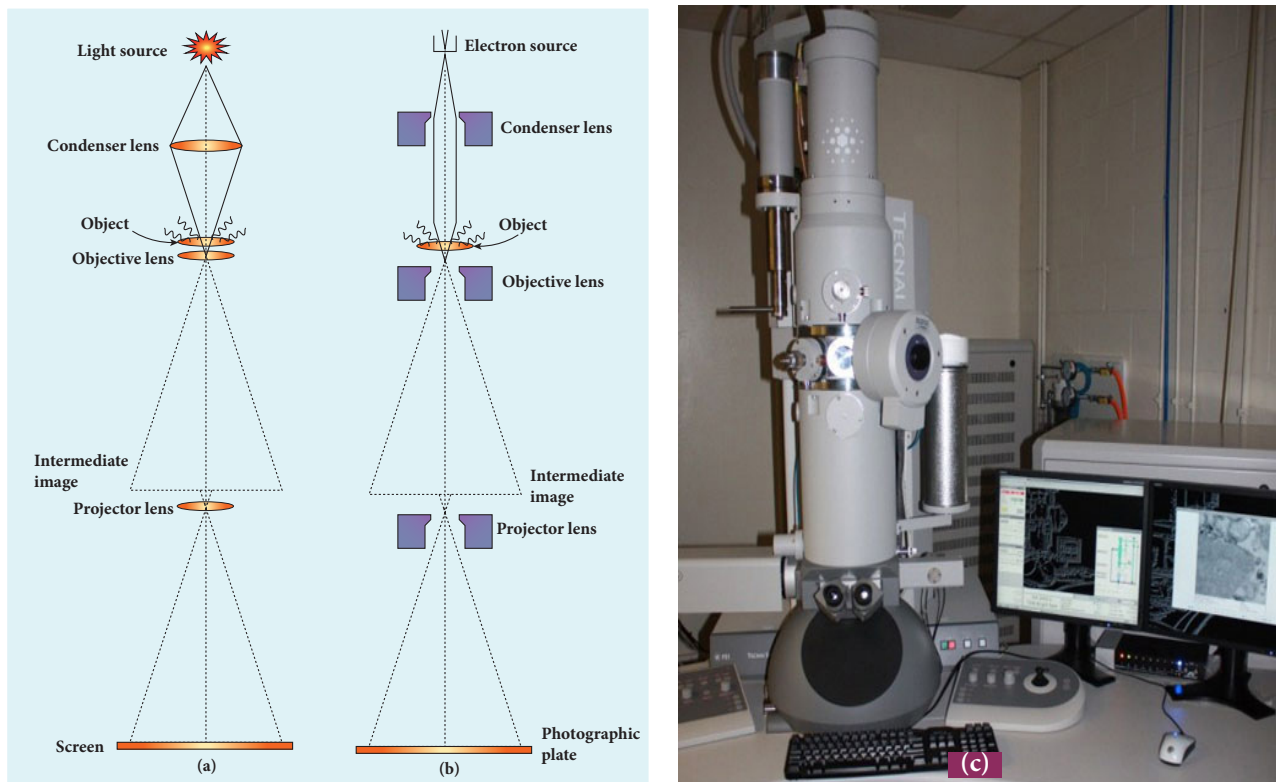 Light source
Condenser lens
Object
Objective lens
Intermediate
image
Projector lens
Screen
(a)
Electron source
Condenser lens
Object
Objective lens
Intermediate
image
Projector lens
Photographic
plate
(b)
TECNAI
(c)